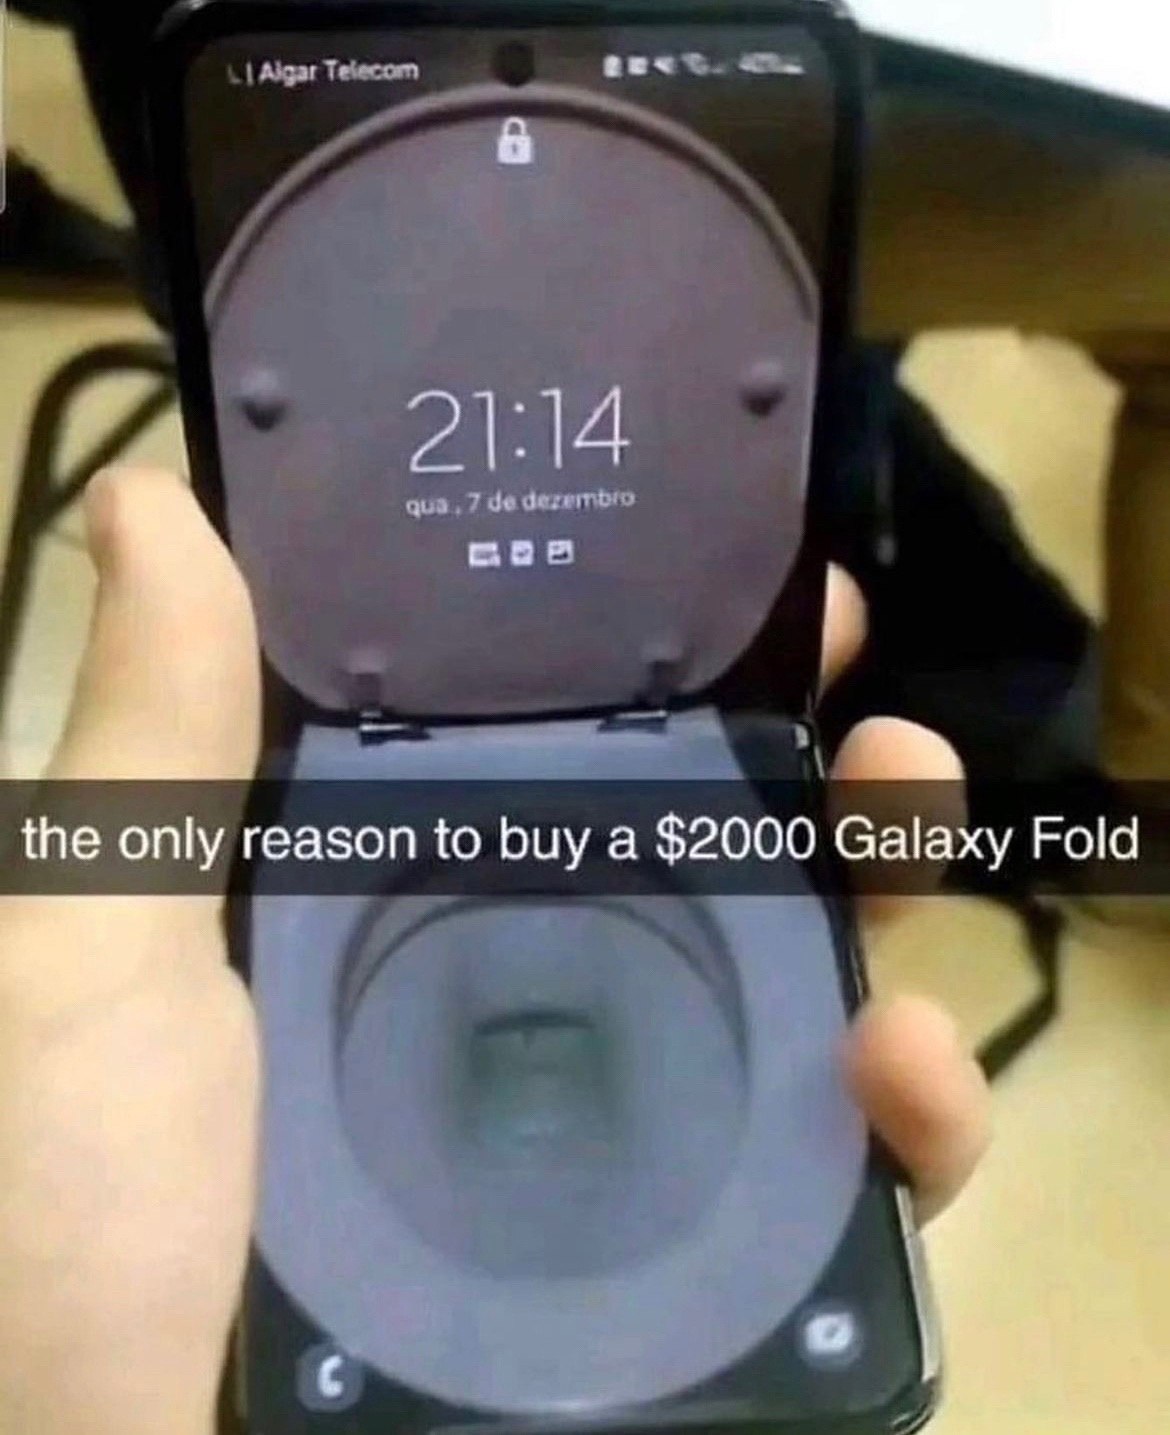 Algar Telecom
21:14
qua., 7 de dezembro
the only reason to buy a $2000 Galaxy Fold